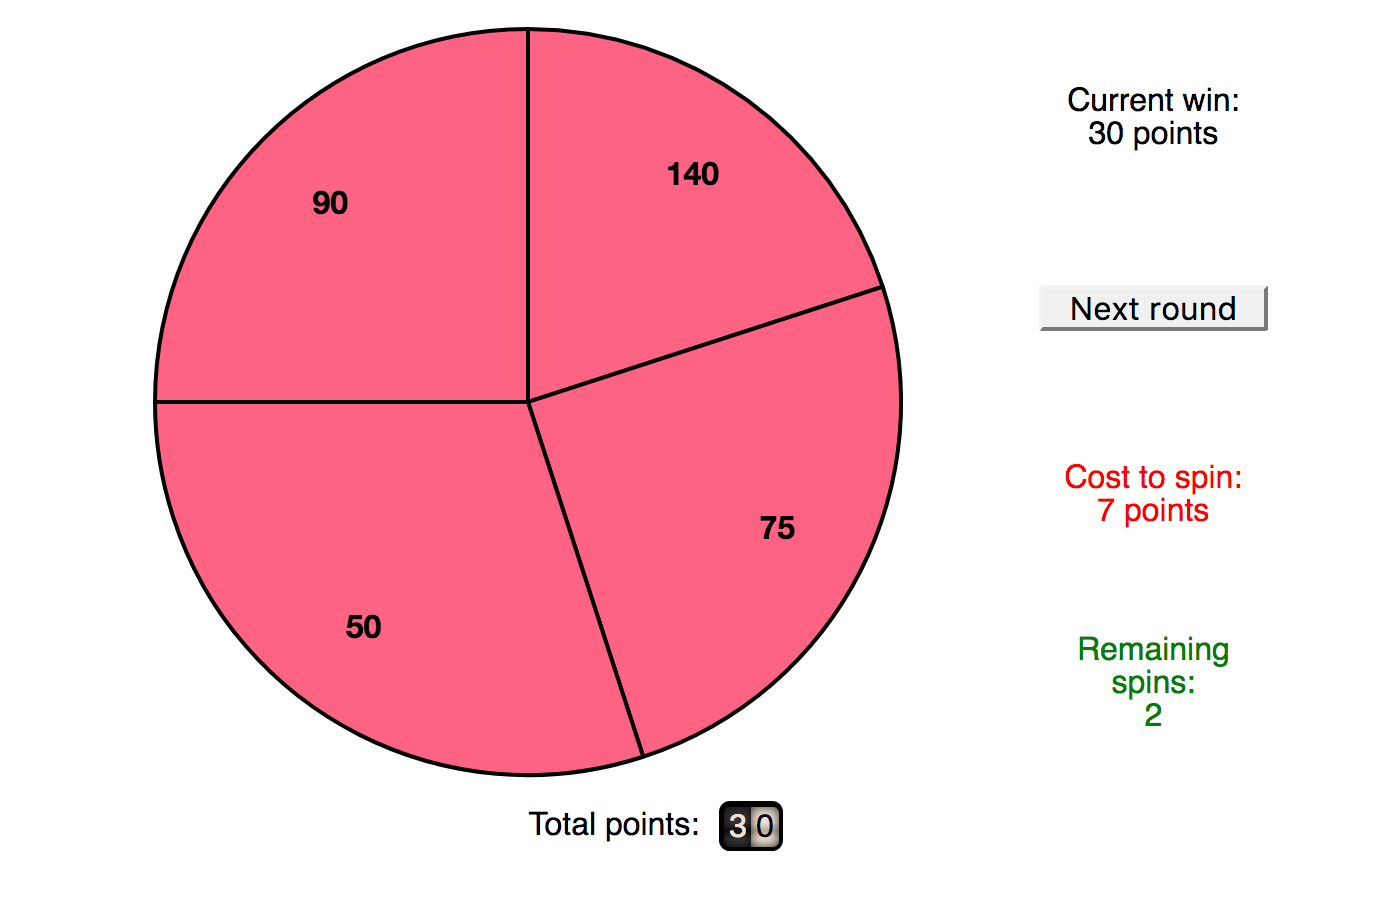 Current win:
30 points
140
90
Next round
Cost to spin:
7 points
75
50
Remaining
spins:
2
Total points: 30